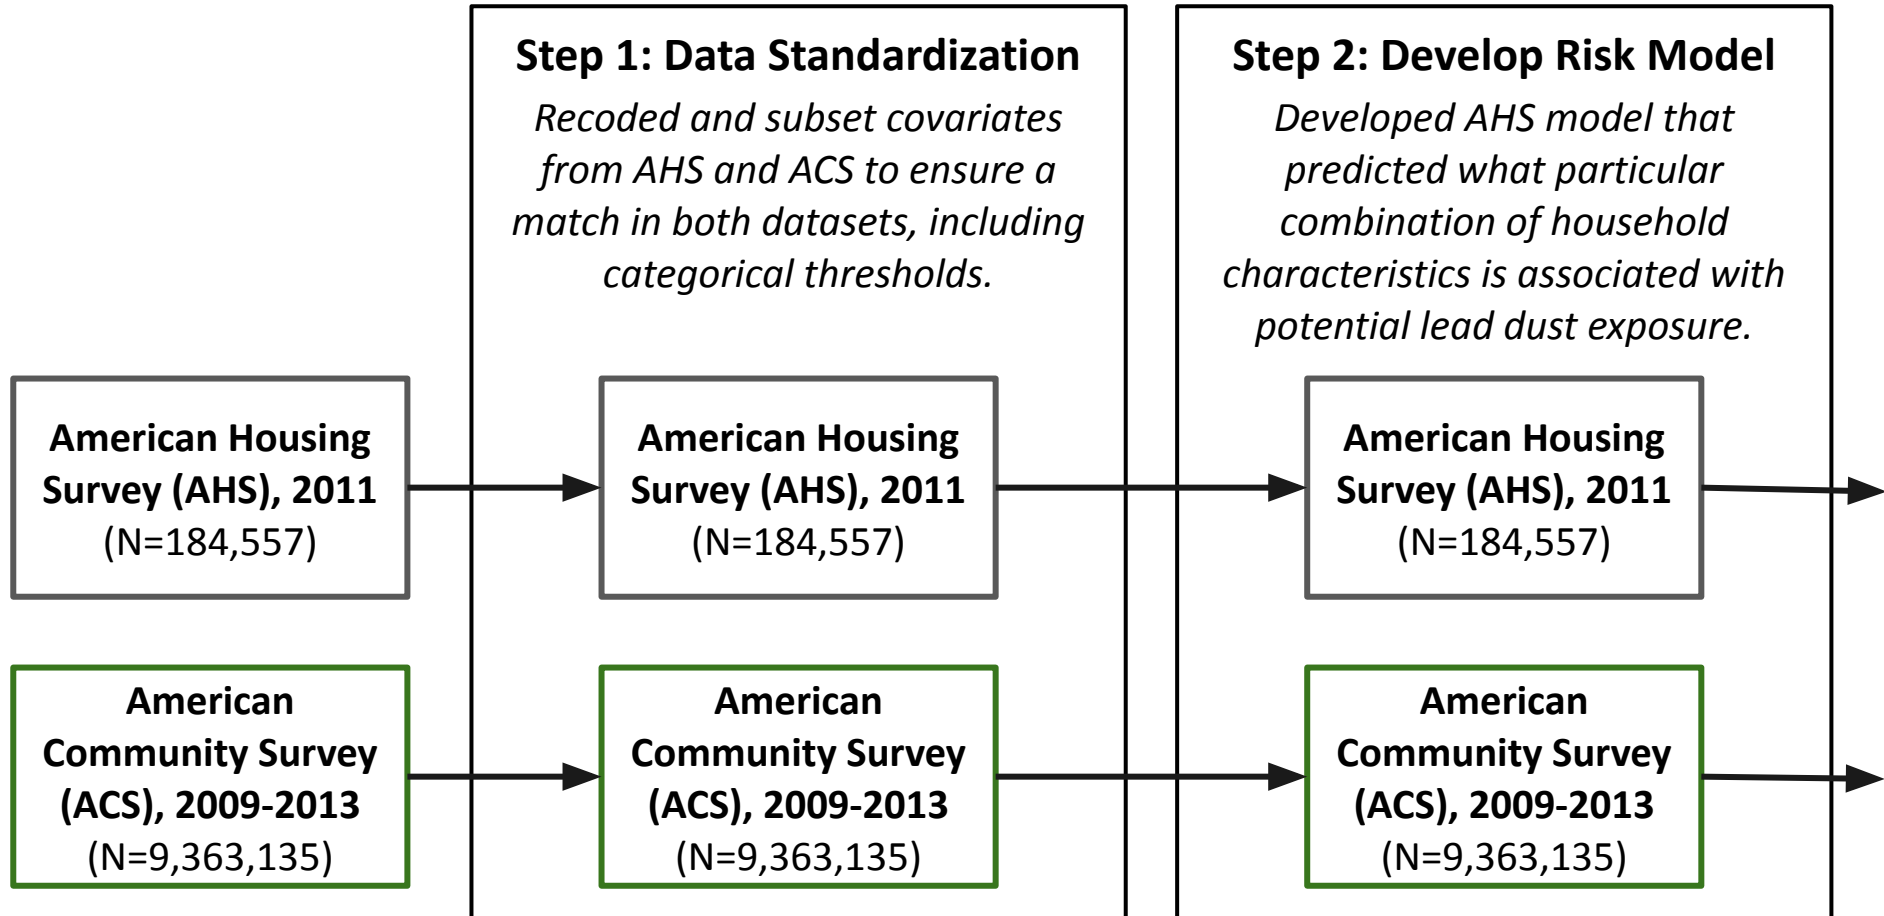 Step 1: Data Standardization
Recoded and subset covariates
from AHS and ACS to ensure a
match in both datasets, including
categorical thresholds.
Step 2: Develop Risk Model
Developed AHS model that
predicted what particular
combination of household
characteristics is associated with
potential lead dust exposure.
American Housing
Survey (AHS), 2011
(N=184,557)
American Housing
Survey (AHS), 2011
(N=184,557)
American Housing
Survey (AHS), 2011
(N=184,557)
American
Community Survey
(ACS), 2009-2013
(N=9,363,135)
American
Community Survey
(ACS), 2009-2013
(N=9,363,135)
American
Community Survey
(ACS), 2009-2013
(N=9,363,135)